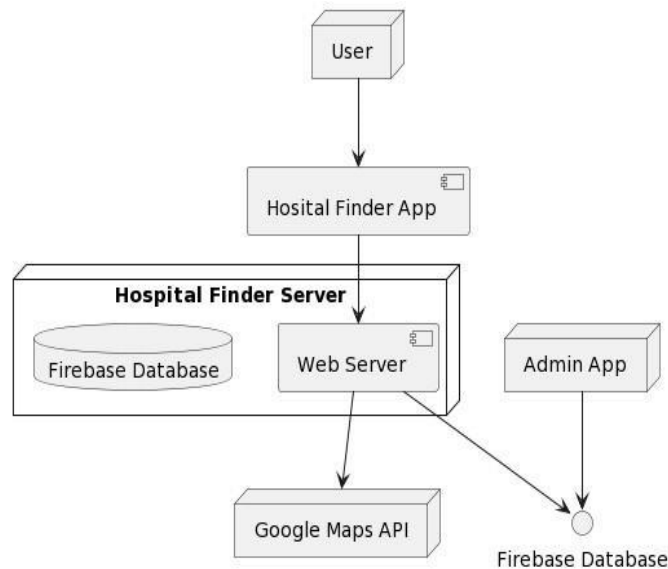 User
Hosital Finder App
Hospital Finder Server
Firebase Database
Web Server
Admin App
Google Maps API
Firebase Database